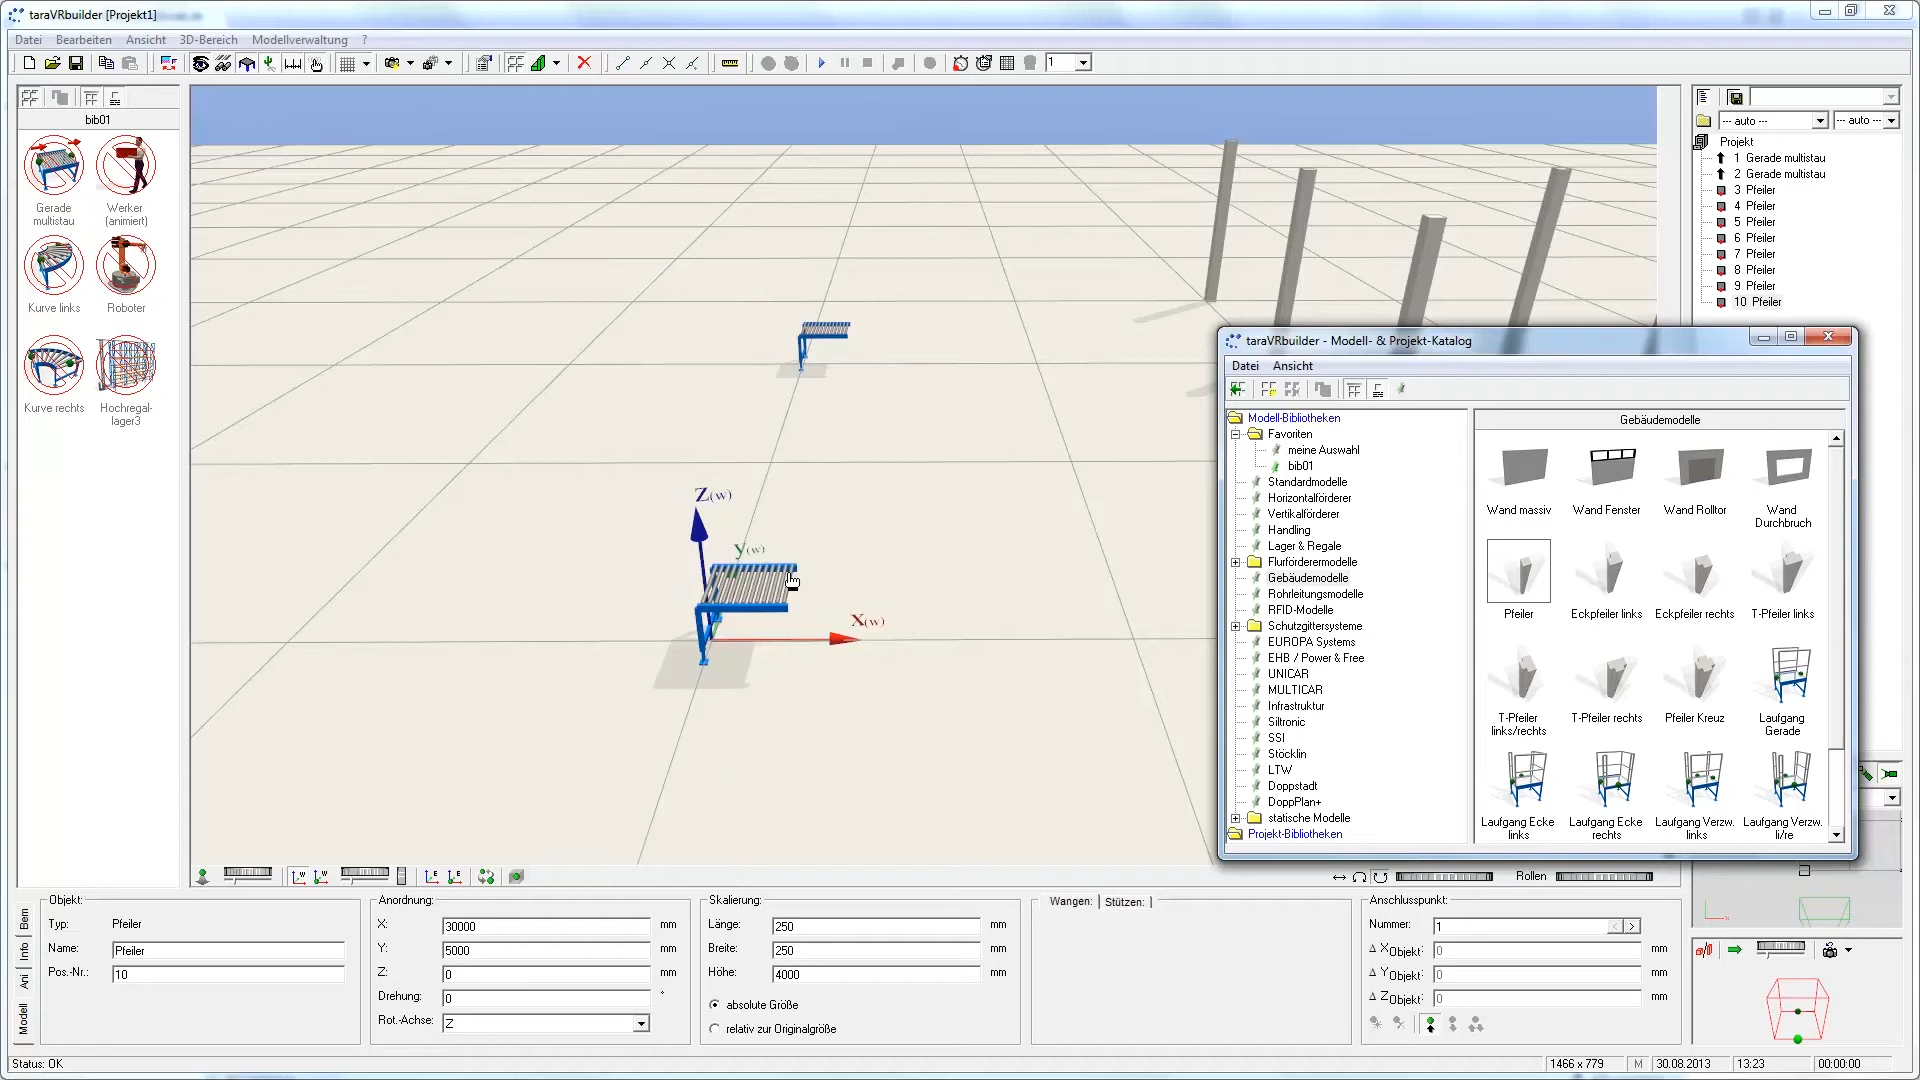 taraVRbuilder [Projekt1]
Datei Bearbeiten Ansicht 3D-Bereich Modellverwaltung ?
1
bib01
Gerade multistau
Werker (animiert)
Kurve links
Roboter
Kurve rechts
Hochregal-lager3
Z(w)
y(w)
X(w)
--- auto ---
--- auto ---
Projekt
1 Gerade multistau
2 Gerade multistau
3 Pfeiler
4 Pfeiler
5 Pfeiler
6 Pfeiler
7 Pfeiler
8 Pfeiler
9 Pfeiler
10 Pfeiler
taraVRbuilder - Modell- & Projekt-Katalog
Datei Ansicht
Modell-Bibliotheken
Favoriten
meine Auswahl
bib01
Standardmodelle
Horizontalförderer
Vertikalförderer
Handling
Lager & Regale
Flurförderermodelle
Gebäudemodelle
Rohrleitungsmodelle
RFID-Modelle
Schutzgittersysteme
EUROPA Systems
EHB / Power & Free
UNICAR
MULTICAR
Infrastruktur
Siltronic
SSI
Stöcklin
LTW
Doppstadt
DoppPlan+
statische Modelle
Projekt-Bibliotheken
Gebäudemodelle
Wand massiv
Wand Fenster
Wand Rolltor
Wand Durchbruch
Pfeiler
Eckpfeiler links
Eckpfeiler rechts
T-Pfeiler links
T-Pfeiler links/rechts
T-Pfeiler rechts
Pfeiler Kreuz
Laufgang Gerade
Laufgang Ecke links
Laufgang Ecke rechts
Laufgang Verzw. links
Laufgang Verzw. li/re
Rollen
Bem
Info
Ani
Modell
Objekt:
Typ: Pfeiler
Name: Pfeiler
Pos.-Nr.: 10
Anordnung:
X: 30000 mm
Y: 5000 mm
Z: 0 mm
Drehung: 0 °
Rot.-Achse: Z
Skalierung:
Länge: 250 mm
Breite: 250 mm
Höhe: 4000 mm
absolute Größe
relativ zur Originalgröße
Wangen: Stützen:
Anschlusspunkt:
Nummer: 1
Δ XObjekt: 0 mm
Δ YObjekt: 0 mm
Δ ZObjekt: 0 mm
Status: OK
1466 x 779 M 30.08.2013 13:23 00:00:00